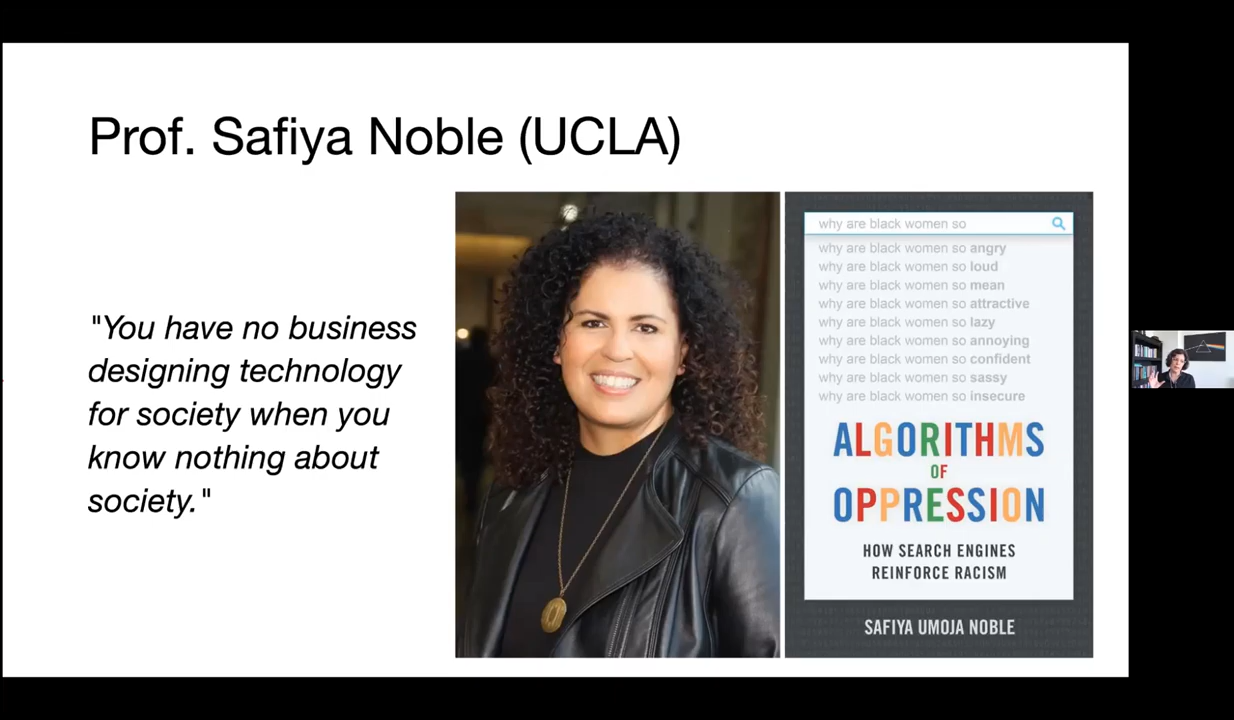 Prof. Safiya Noble (UCLA)
"You have no business
designing technology
for society when you
know nothing about
society."
why are black women so
why are black women so angry
why are black women so loud
why are black women so mean
why are black women so attractive
why are black women so lazy
why are black women so annoying
why are black women so confident
why are black women so sassy
why are black women so insecure
ALGORITHMS
OF
OPPRESSION
HOW SEARCH ENGINES
REINFORCE RACISM
SAFIYA UMOJA NOBLE